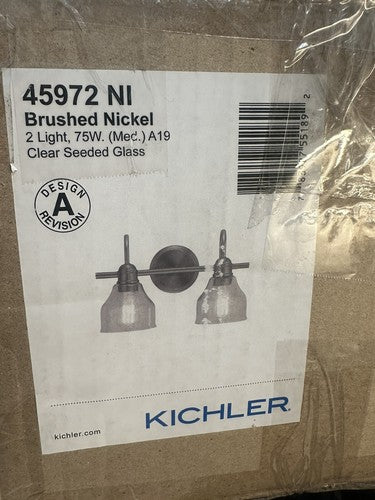 45972 NI
Brushed Nickel
2 Light, 75W. (Med.) A19
Clear Seeded Glass
DESIGN
A
REVISION
KICHLER®
kichler.com